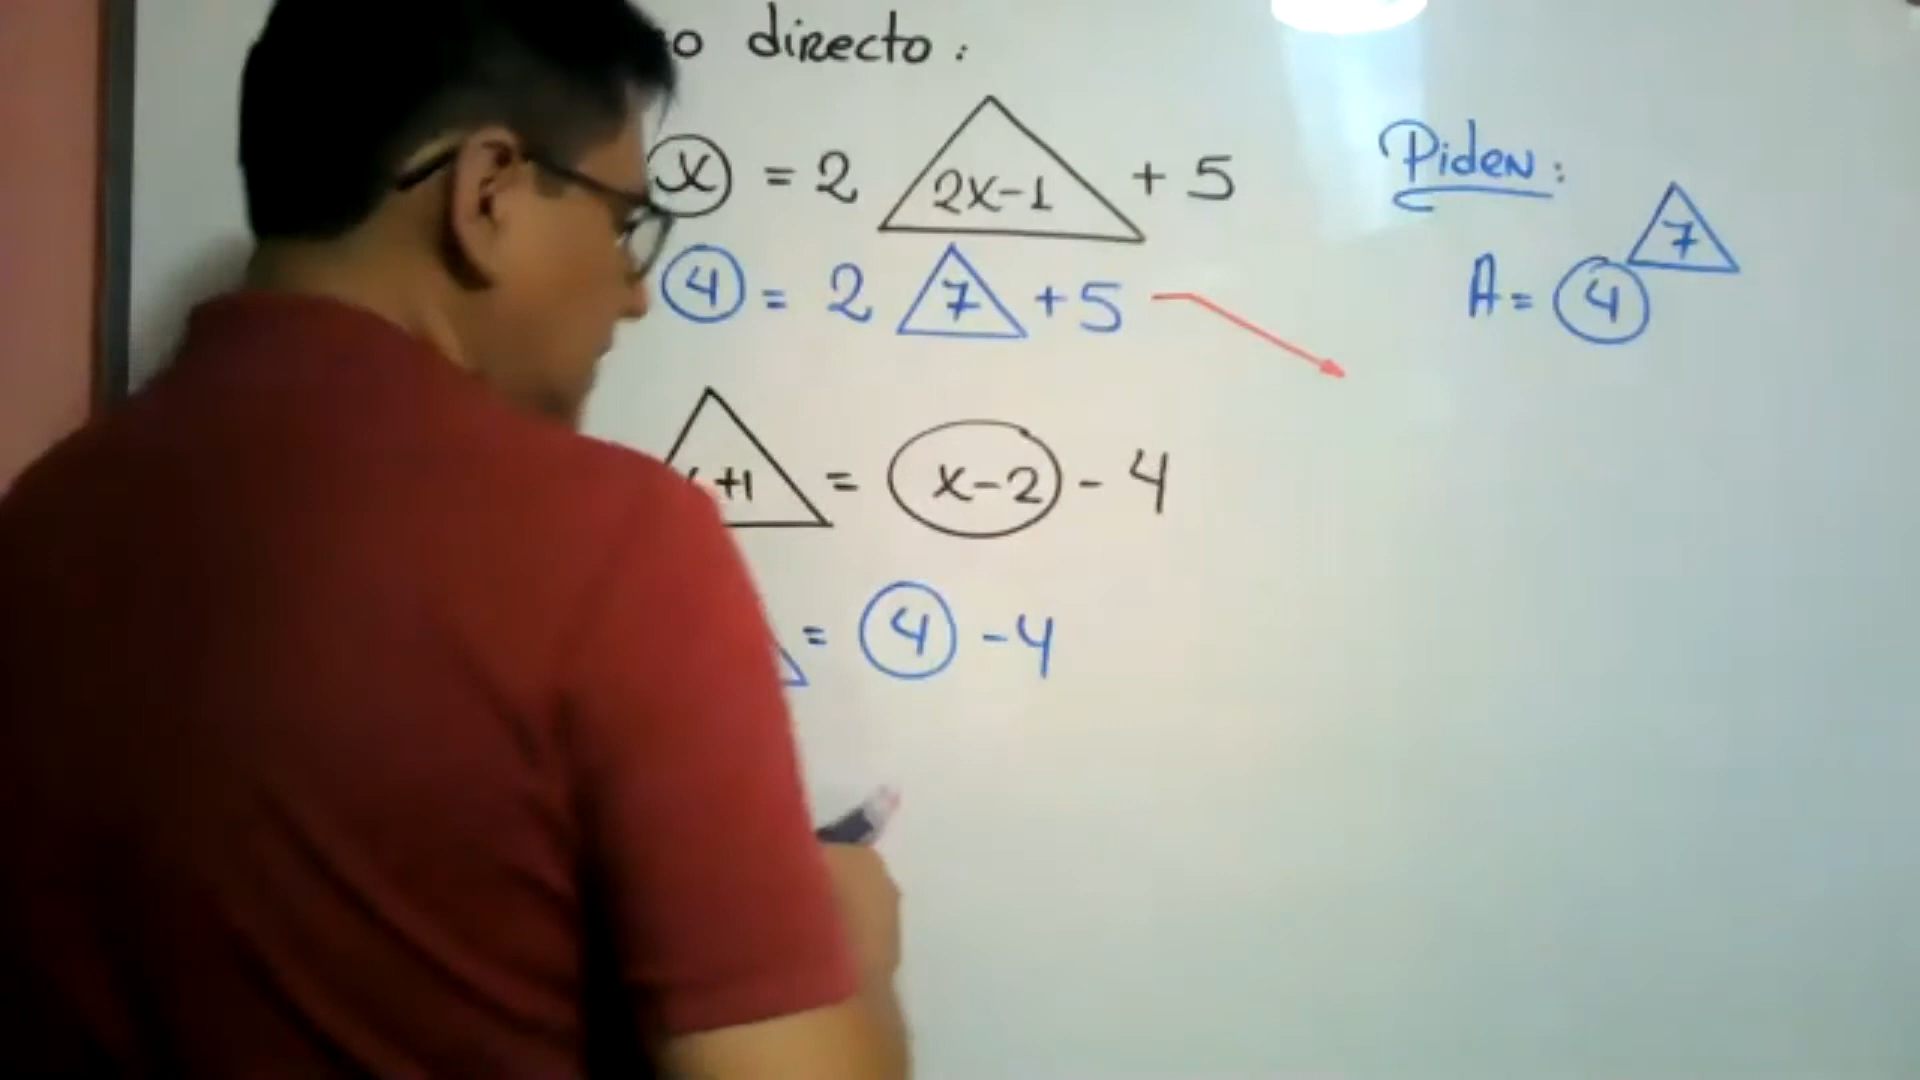 o directo:
x = 2 2x-1 + 5
4 = 2 7 + 5
+1 = x-2 - 4
= 4 - 4
Piden:
A = 4 7